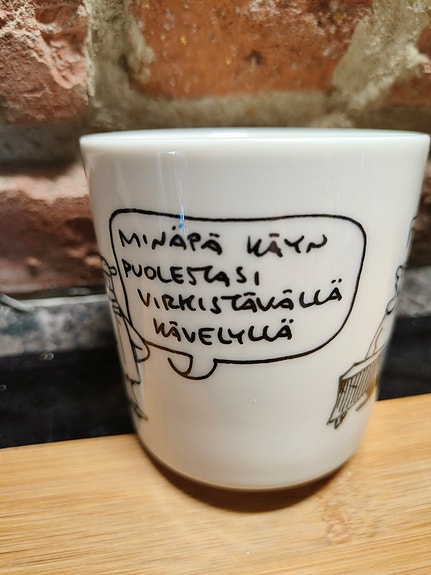 MINÄPÄ KÄYN
PUOLESTASI
VIRKISTÄVÄLLÄ
KÄVELYLLÄ